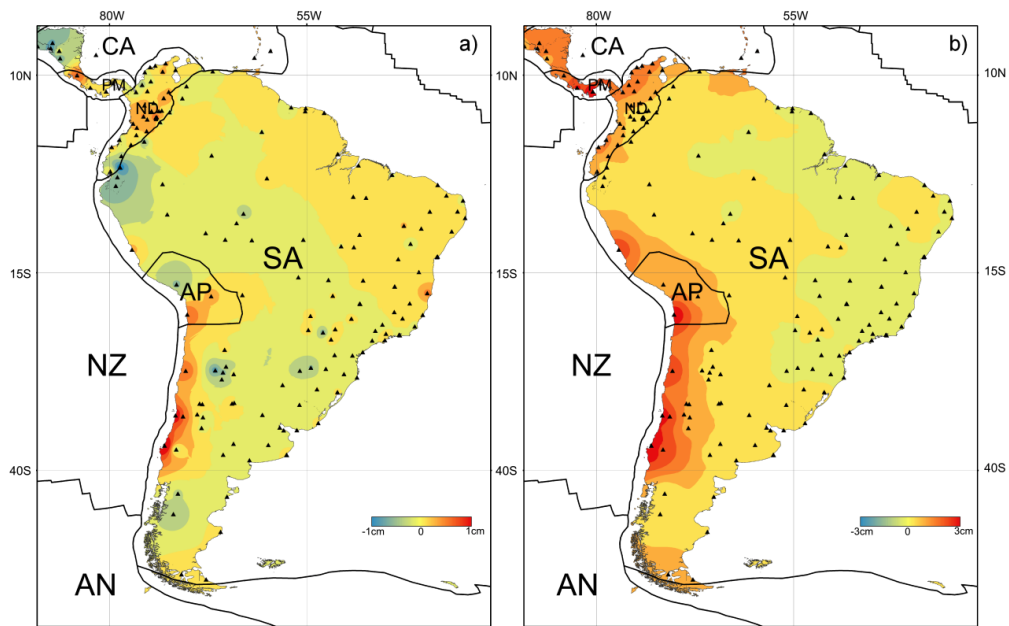 80W 55W 80W 55W
CA a) CA b)
10N 10N
PM PM
ND ND
SA SA
15S 15S
AP AP
NZ NZ
40S 40S
-1cm 0 1cm -3cm 0 3cm
AN AN